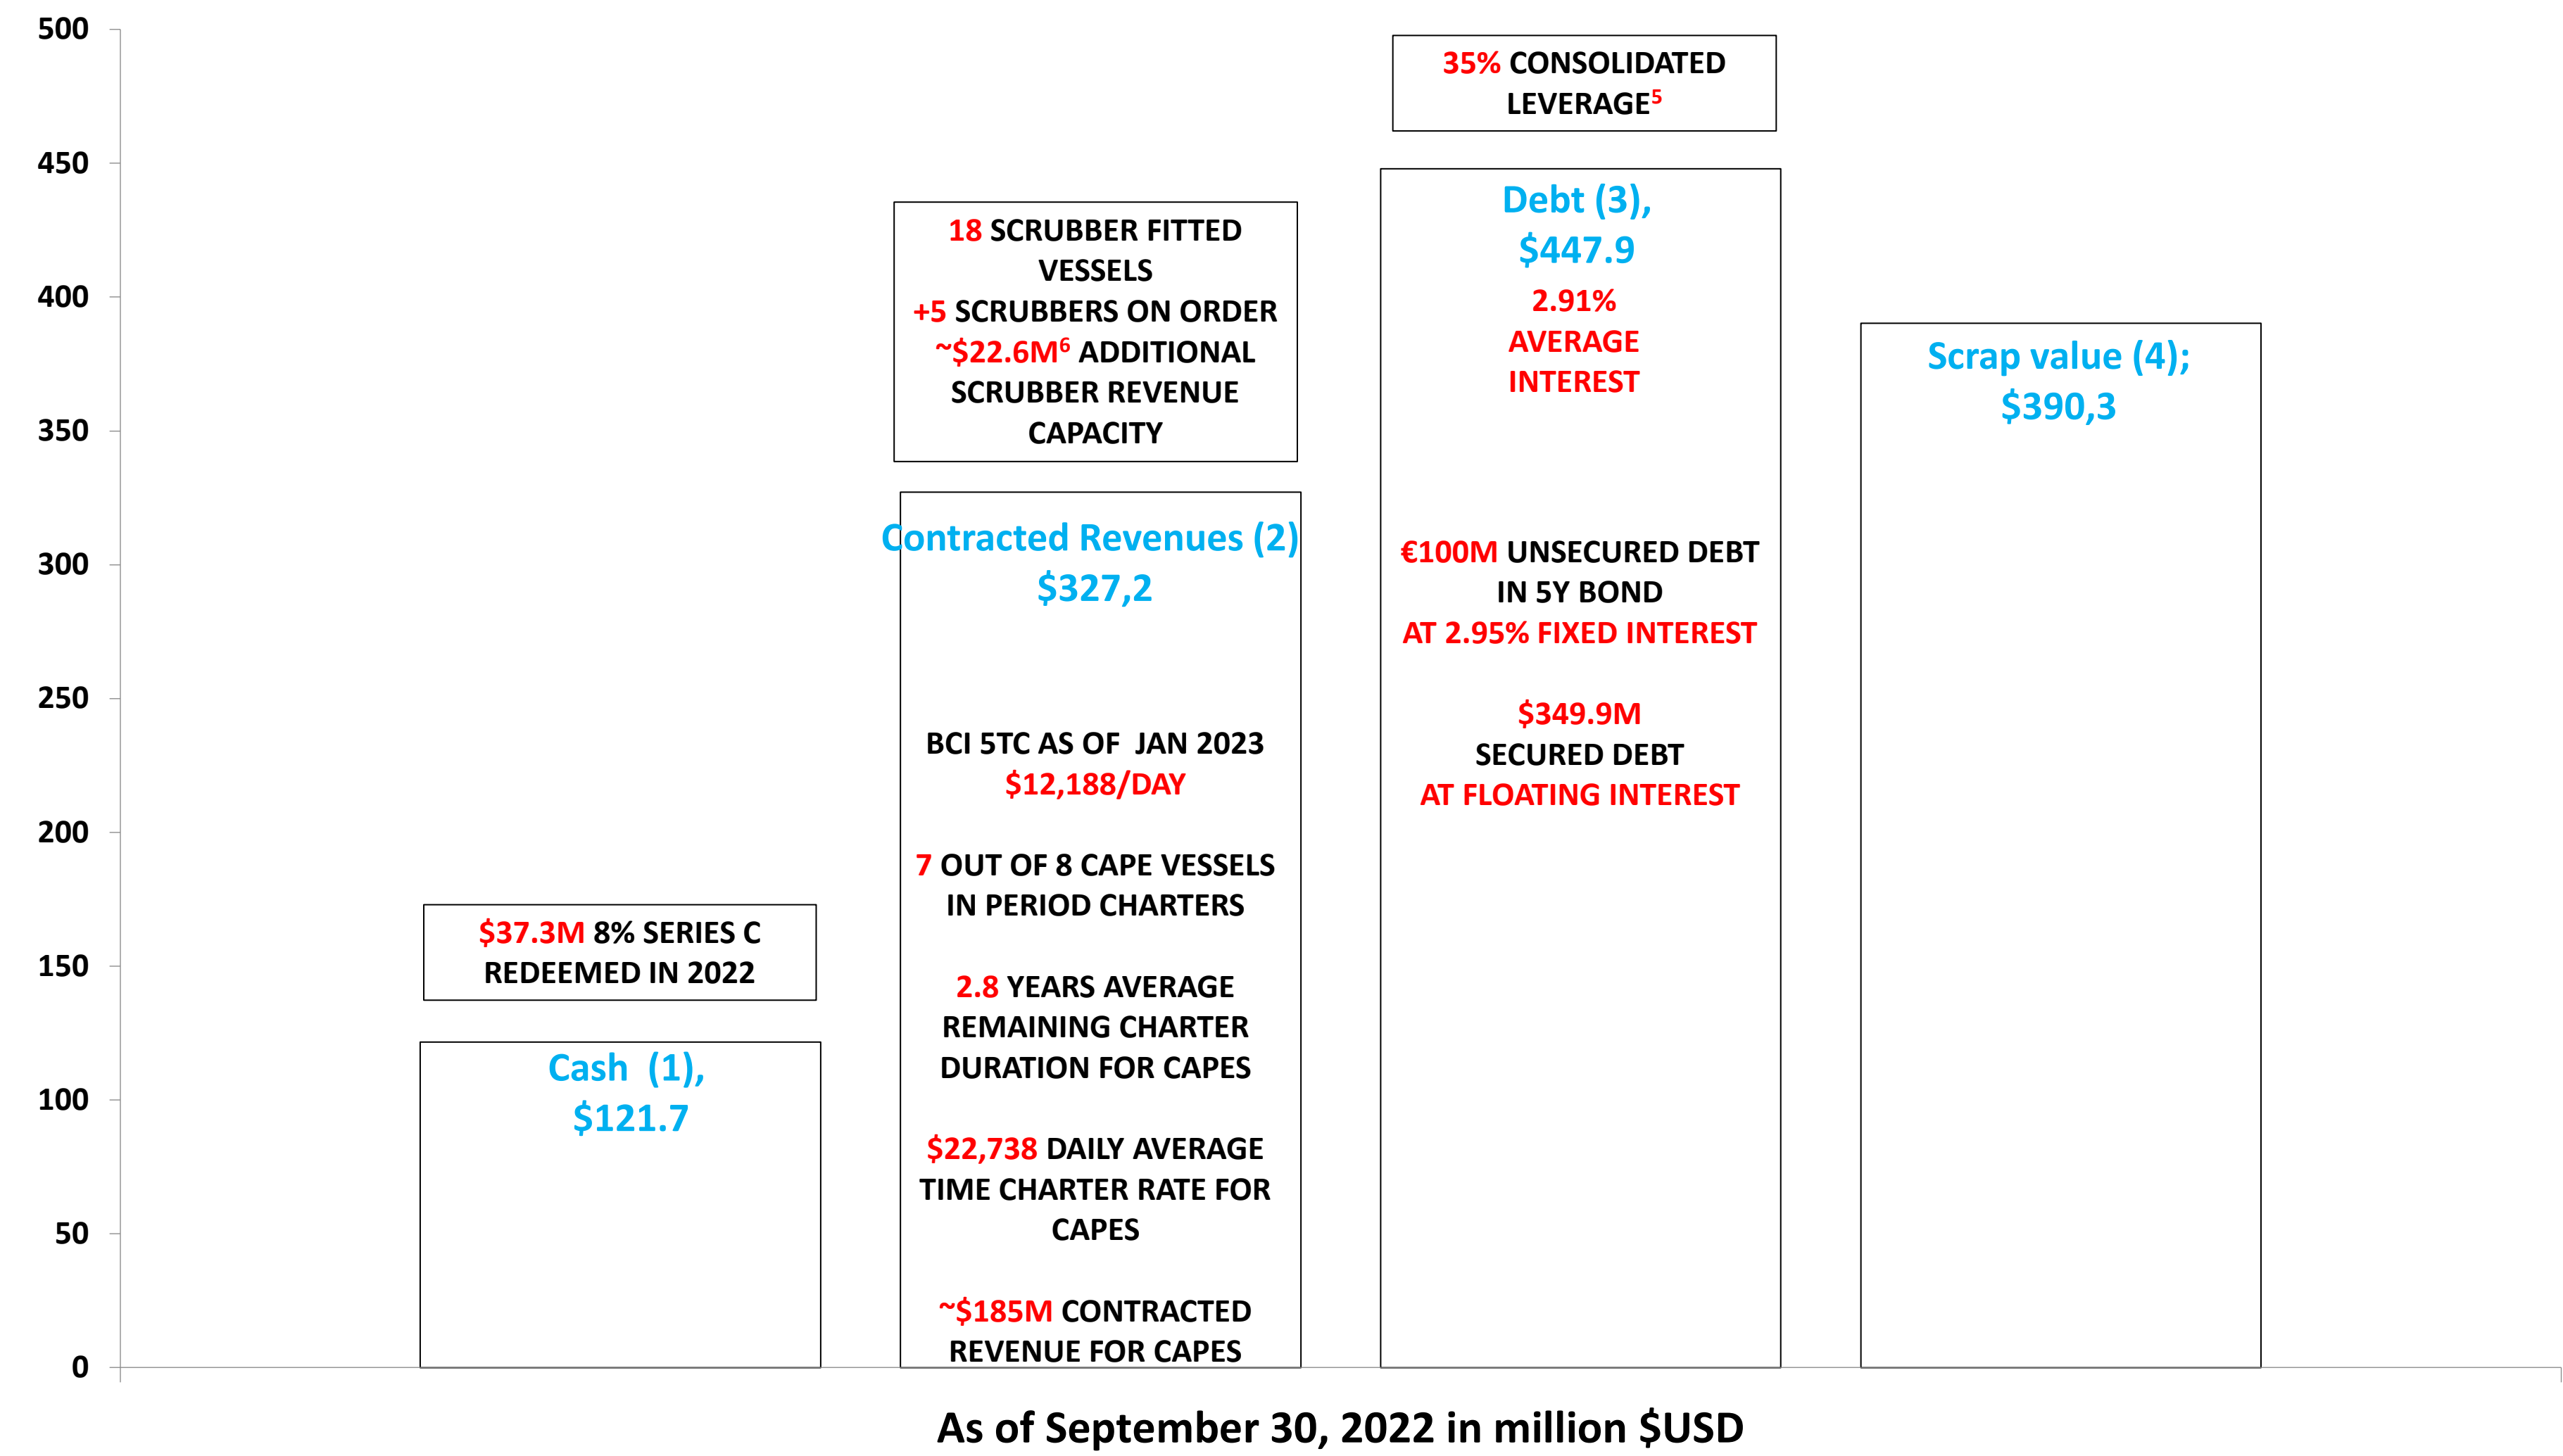 500
450
400
350
300
250
200
150
100
50
0
$37.3M 8% SERIES C
REDEEMED IN 2022
Cash  (1),
$121.7
18 SCRUBBER FITTED
VESSELS
+5 SCRUBBERS ON ORDER
~$22.6M⁶ ADDITIONAL
SCRUBBER REVENUE
CAPACITY
Contracted Revenues (2)
$327,2
BCI 5TC AS OF  JAN 2023
$12,188/DAY
7 OUT OF 8 CAPE VESSELS
IN PERIOD CHARTERS
2.8 YEARS AVERAGE
REMAINING CHARTER
DURATION FOR CAPES
$22,738 DAILY AVERAGE
TIME CHARTER RATE FOR
CAPES
~$185M CONTRACTED
REVENUE FOR CAPES
35% CONSOLIDATED
LEVERAGE⁵
Debt (3),
$447.9
2.91%
AVERAGE
INTEREST
€100M UNSECURED DEBT
IN 5Y BOND
AT 2.95% FIXED INTEREST
$349.9M
SECURED DEBT
AT FLOATING INTEREST
Scrap value (4);
$390,3
As of September 30, 2022 in million $USD